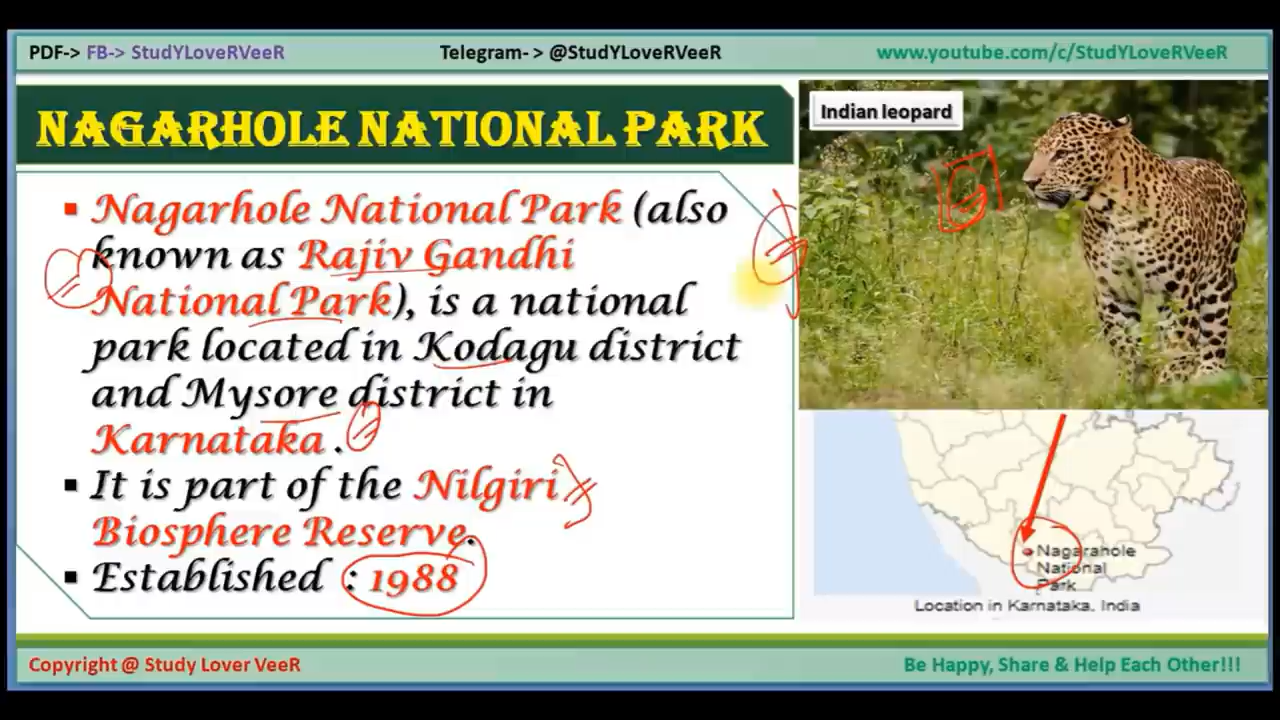 PDF-> FB-> StudYLoveRVeeR
Telegram- > @StudYLoveRVeeR
www.youtube.com/c/StudYLoveRVeeR
NAGARHOLE NATIONAL PARK
▪ Nagarhole National Park (also
known as Rajiv Gandhi
National Park), is a national
park located in Kodagu district
and Mysore district in
Karnataka .
▪ It is part of the Nilgiri
Biosphere Reserve.
▪ Established : 1988
Indian leopard
Nagarahole
National
Park
Location in Karnataka, India
Copyright @ Study Lover VeeR
Be Happy, Share & Help Each Other!!!